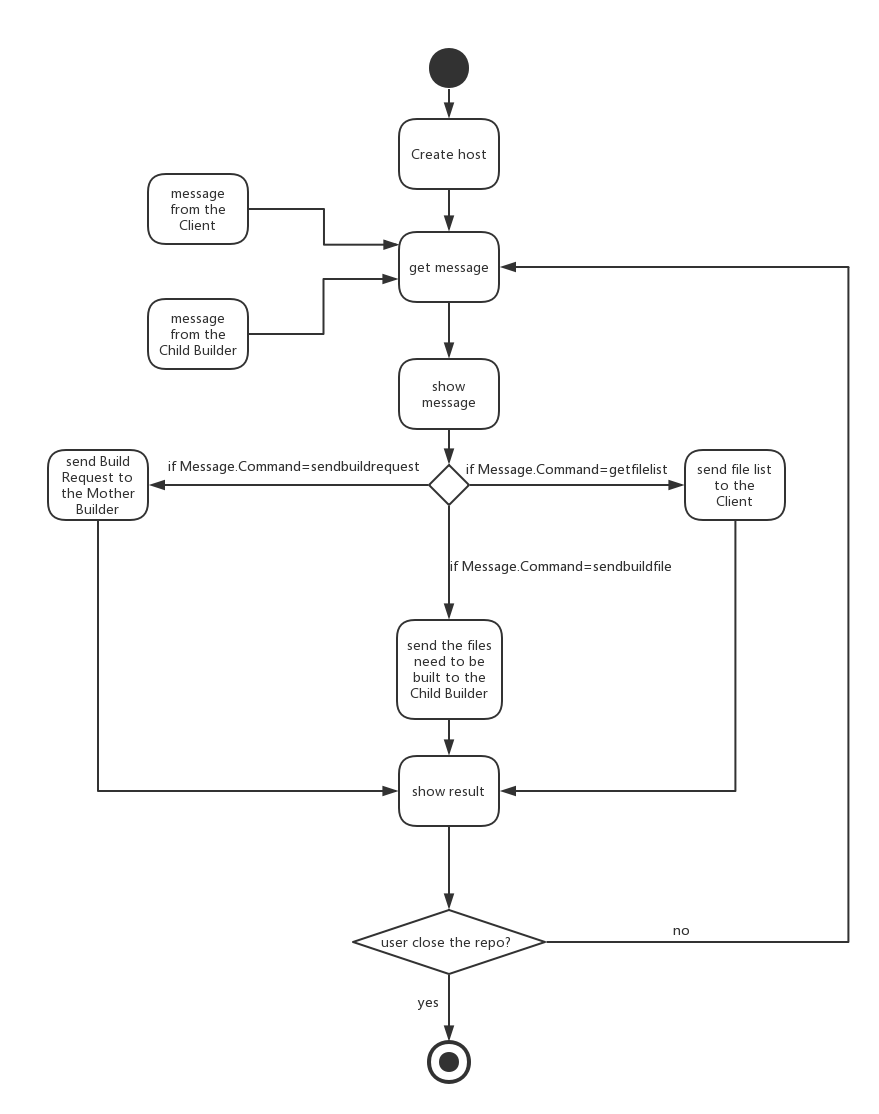 Create host
message
from the
Client
get message
message
from the
Child Builder
show
message
send Build
Request to
the Mother
Builder
if Message.Command=sendbuildrequest
if Message.Command=getfilelist
send file list
to the
Client
if Message.Command=sendbuildfile
send the files
need to be
built to the
Child Builder
show result
user close the repo?
no
yes